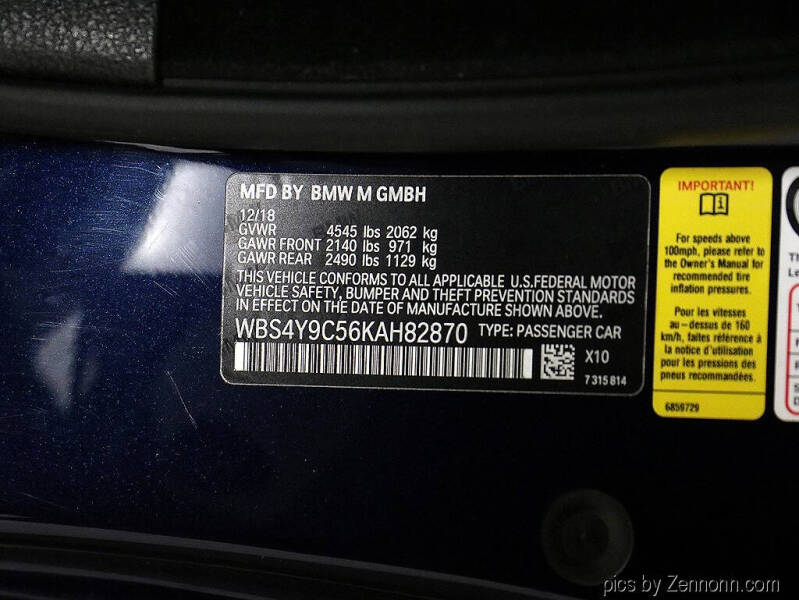 MFD BY BMW M GMBH
12/18
GVWR 4545 lbs 2062 kg
GAWR FRONT 2140 lbs 971 kg
GAWR REAR 2490 lbs 1129 kg
THIS VEHICLE CONFORMS TO ALL APPLICABLE U.S.FEDERAL MOTOR
VEHICLE SAFETY, BUMPER AND THEFT PREVENTION STANDARDS
IN EFFECT ON THE DATE OF MANUFACTURE SHOWN ABOVE.
WBS4Y9C56KAH82870 TYPE: PASSENGER CAR
X10
7 315 814
IMPORTANT!
For speeds above
100mph, please refer to
the Owner's Manual for
recommended tire
inflation pressures.
Pour les vitesses
au-dessus de 160
km/h, faites référence à
la notice d'utilisation
pour les pressions des
pneus recommandées.
6859729
pics by Zennonn.com